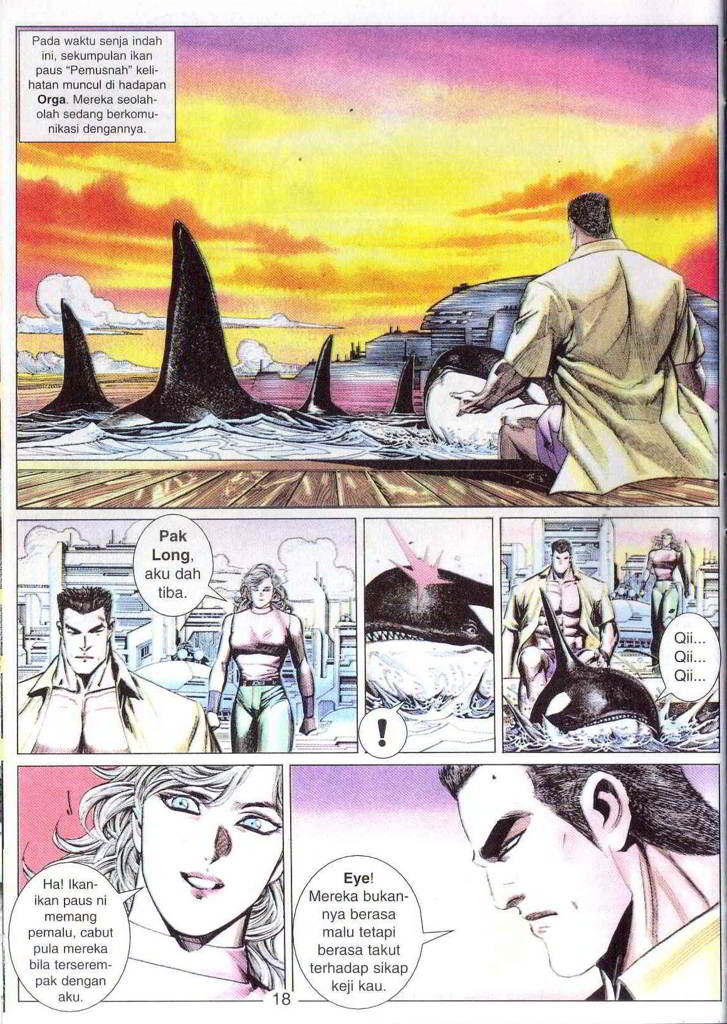 Pada waktu senja indah
ini, sekumpulan ikan
paus “Pemusnah” keli-
hatan muncul di hadapan
Orga. Mereka seolah-
olah sedang berkomu-
nikasi dengannya.
Pak
Long,
aku dah
tiba.
!
Qii...
Qii...
Qii...
Ha! Ikan-
ikan paus ni
memang
pemalu, cabut
pula mereka
bila terserem-
pak dengan
aku.
Eye!
Mereka bukan-
nya berasa
malu tetapi
berasa takut
terhadap sikap
keji kau.
18